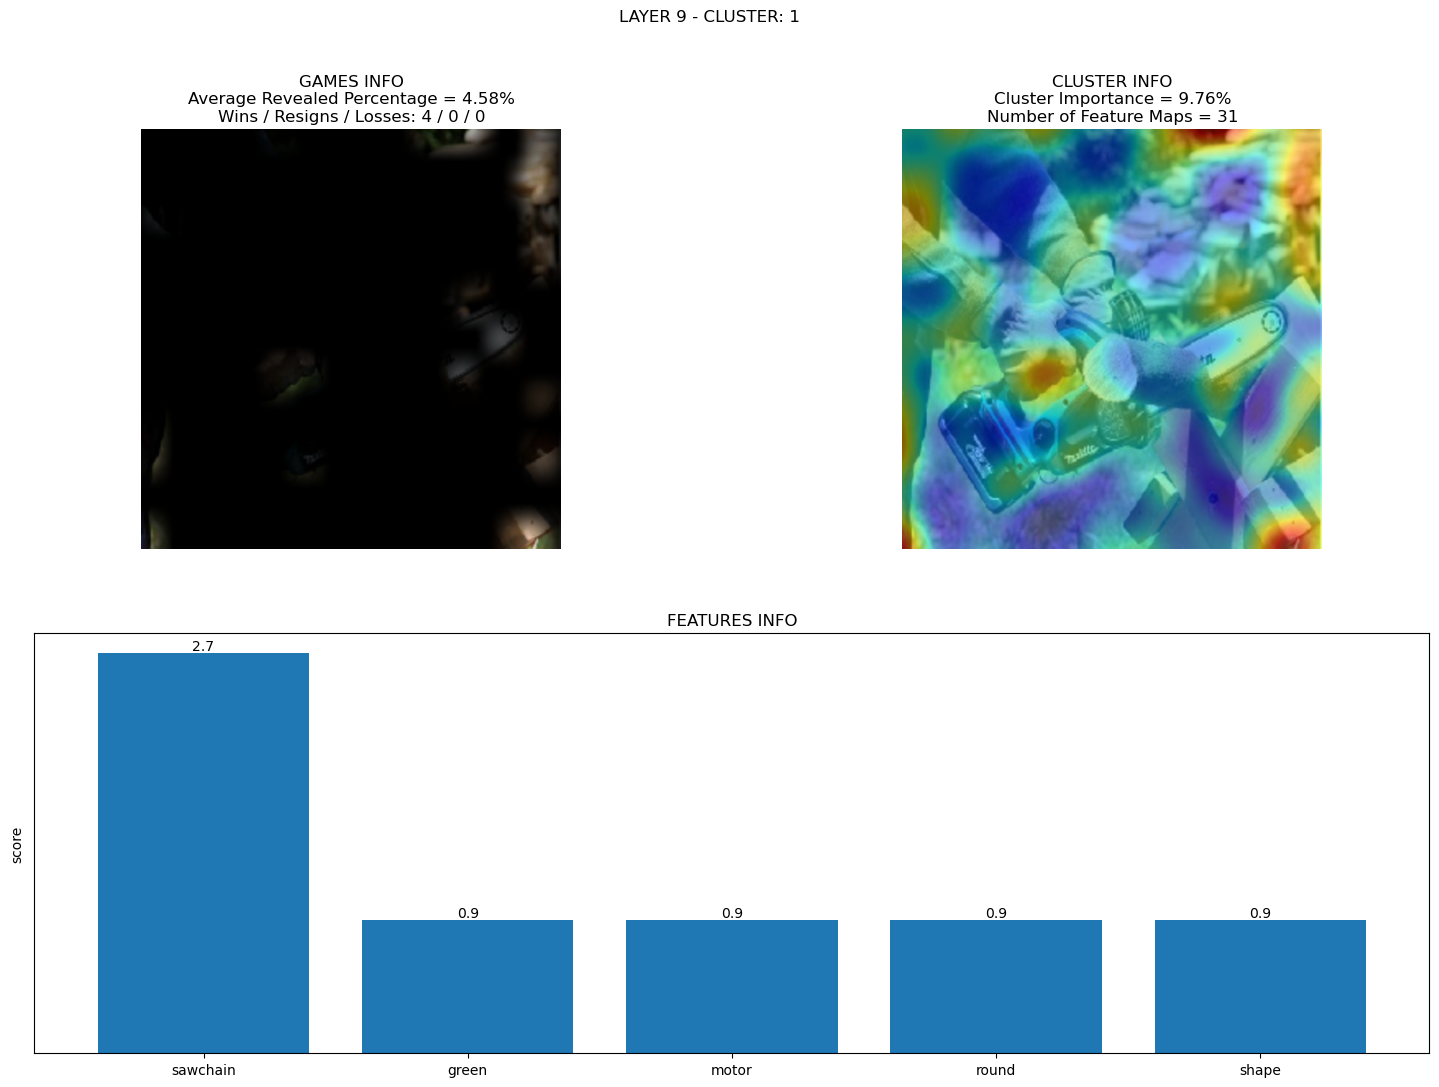 LAYER 9 - CLUSTER: 1
GAMES INFO
Average Revealed Percentage = 4.58%
Wins / Resigns / Losses: 4 / 0 / 0
CLUSTER INFO
Cluster Importance = 9.76%
Number of Feature Maps = 31
makita
FEATURES INFO
score
2.7
0.9
0.9
0.9
0.9
sawchain
green
motor
round
shape